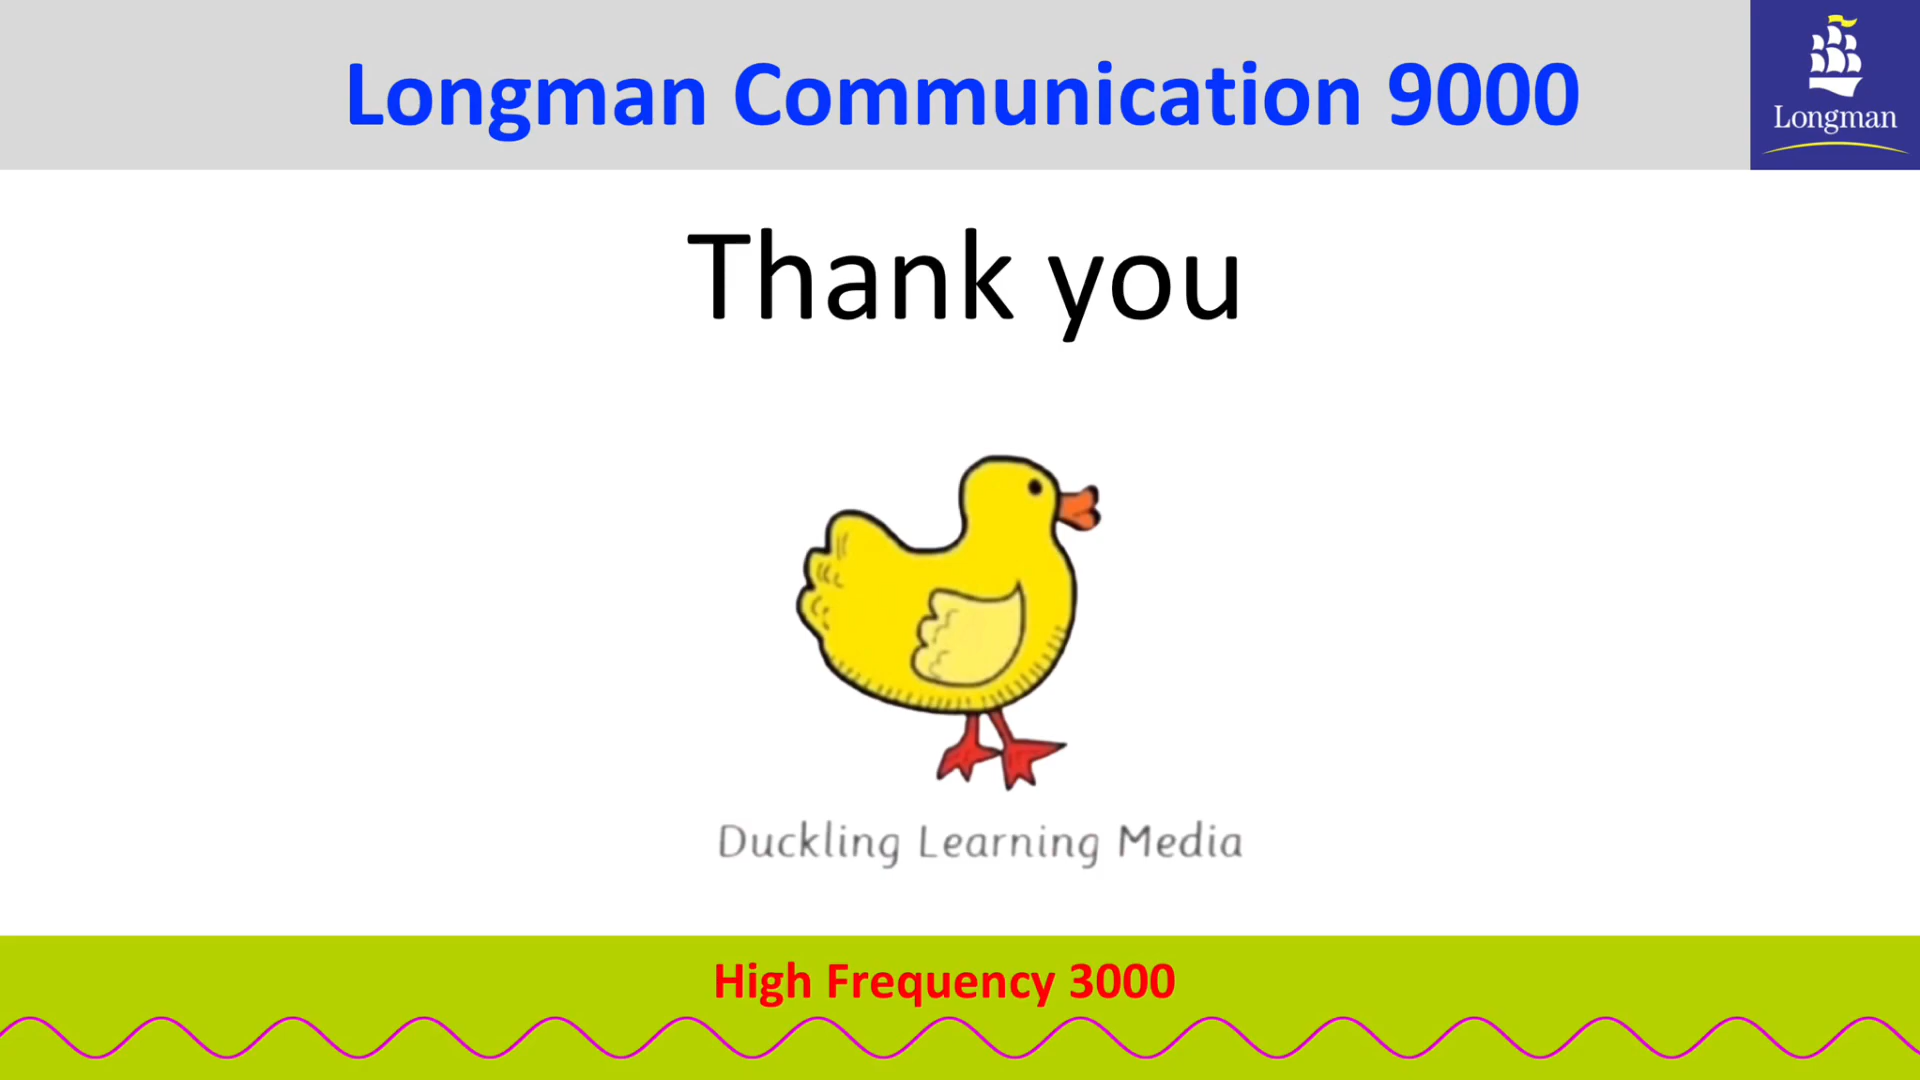 Longman Communication 9000
Longman
Thank you
Duckling Learning Media
High Frequency 3000